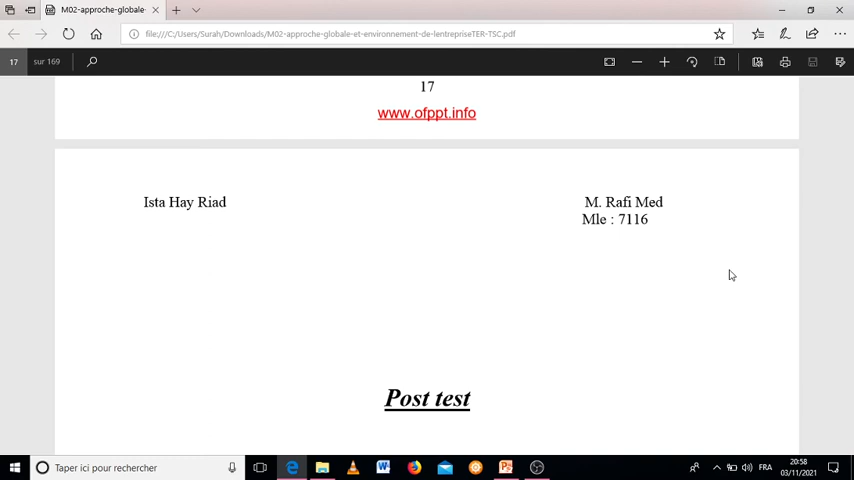 M02-approche-globale-
file:///C:/Users/Surah/Downloads/M02-approche-globale-et-environnement-de-lentrepriseTER-TSC.pdf
17 sur 169
17
www.ofppt.info
Ista Hay Riad
M. Rafi Med
Mle : 7116
Post test
Taper ici pour rechercher
FRA
20:58
03/11/2021